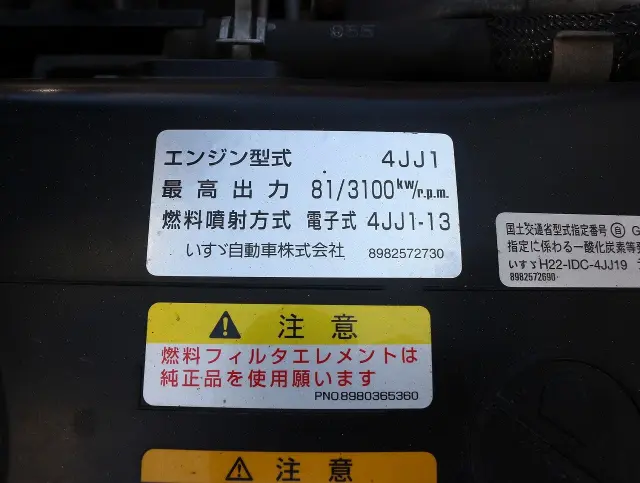 エンジン型式 4JJ1
最高出力 81/3100kW/r.p.m.
燃料噴射方式 電子式 4JJ1-13
いすゞ自動車株式会社 8982572730
国土交通省型式指定番号 自 G
指定に係わる一酸化炭素等
いすゞH22-IDC-4JJ19
8982572690
注意
燃料フィルタエレメントは
純正品を使用願います
PNO8980365360
注意